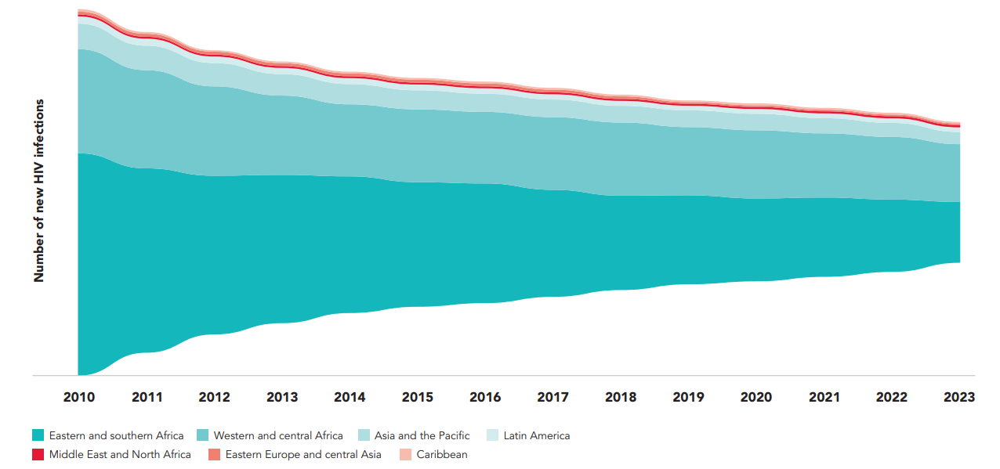 Number of new HIV infections
2010 2011 2012 2013 2014 2015 2016 2017 2018 2019 2020 2021 2022 2023
Eastern and southern Africa Western and central Africa Asia and the Pacific Latin America
Middle East and North Africa Eastern Europe and central Asia Caribbean